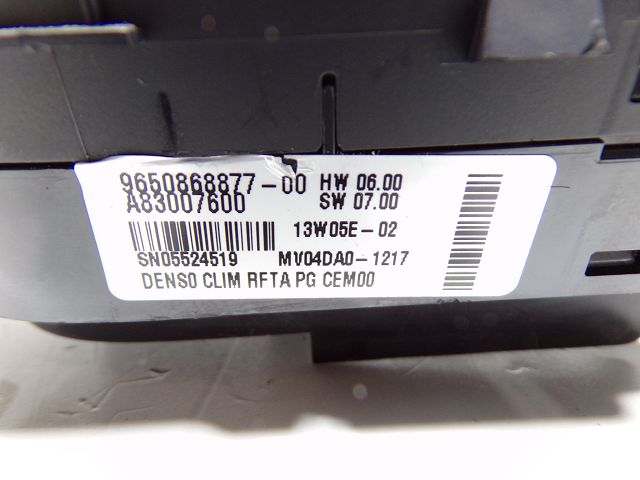 9650868877-00 HW 06.00
A83007600 SW 07.00
13W05E-02
SN05524519 MV04DA0-1217
DENSO CLIM RFTA PG CEM00